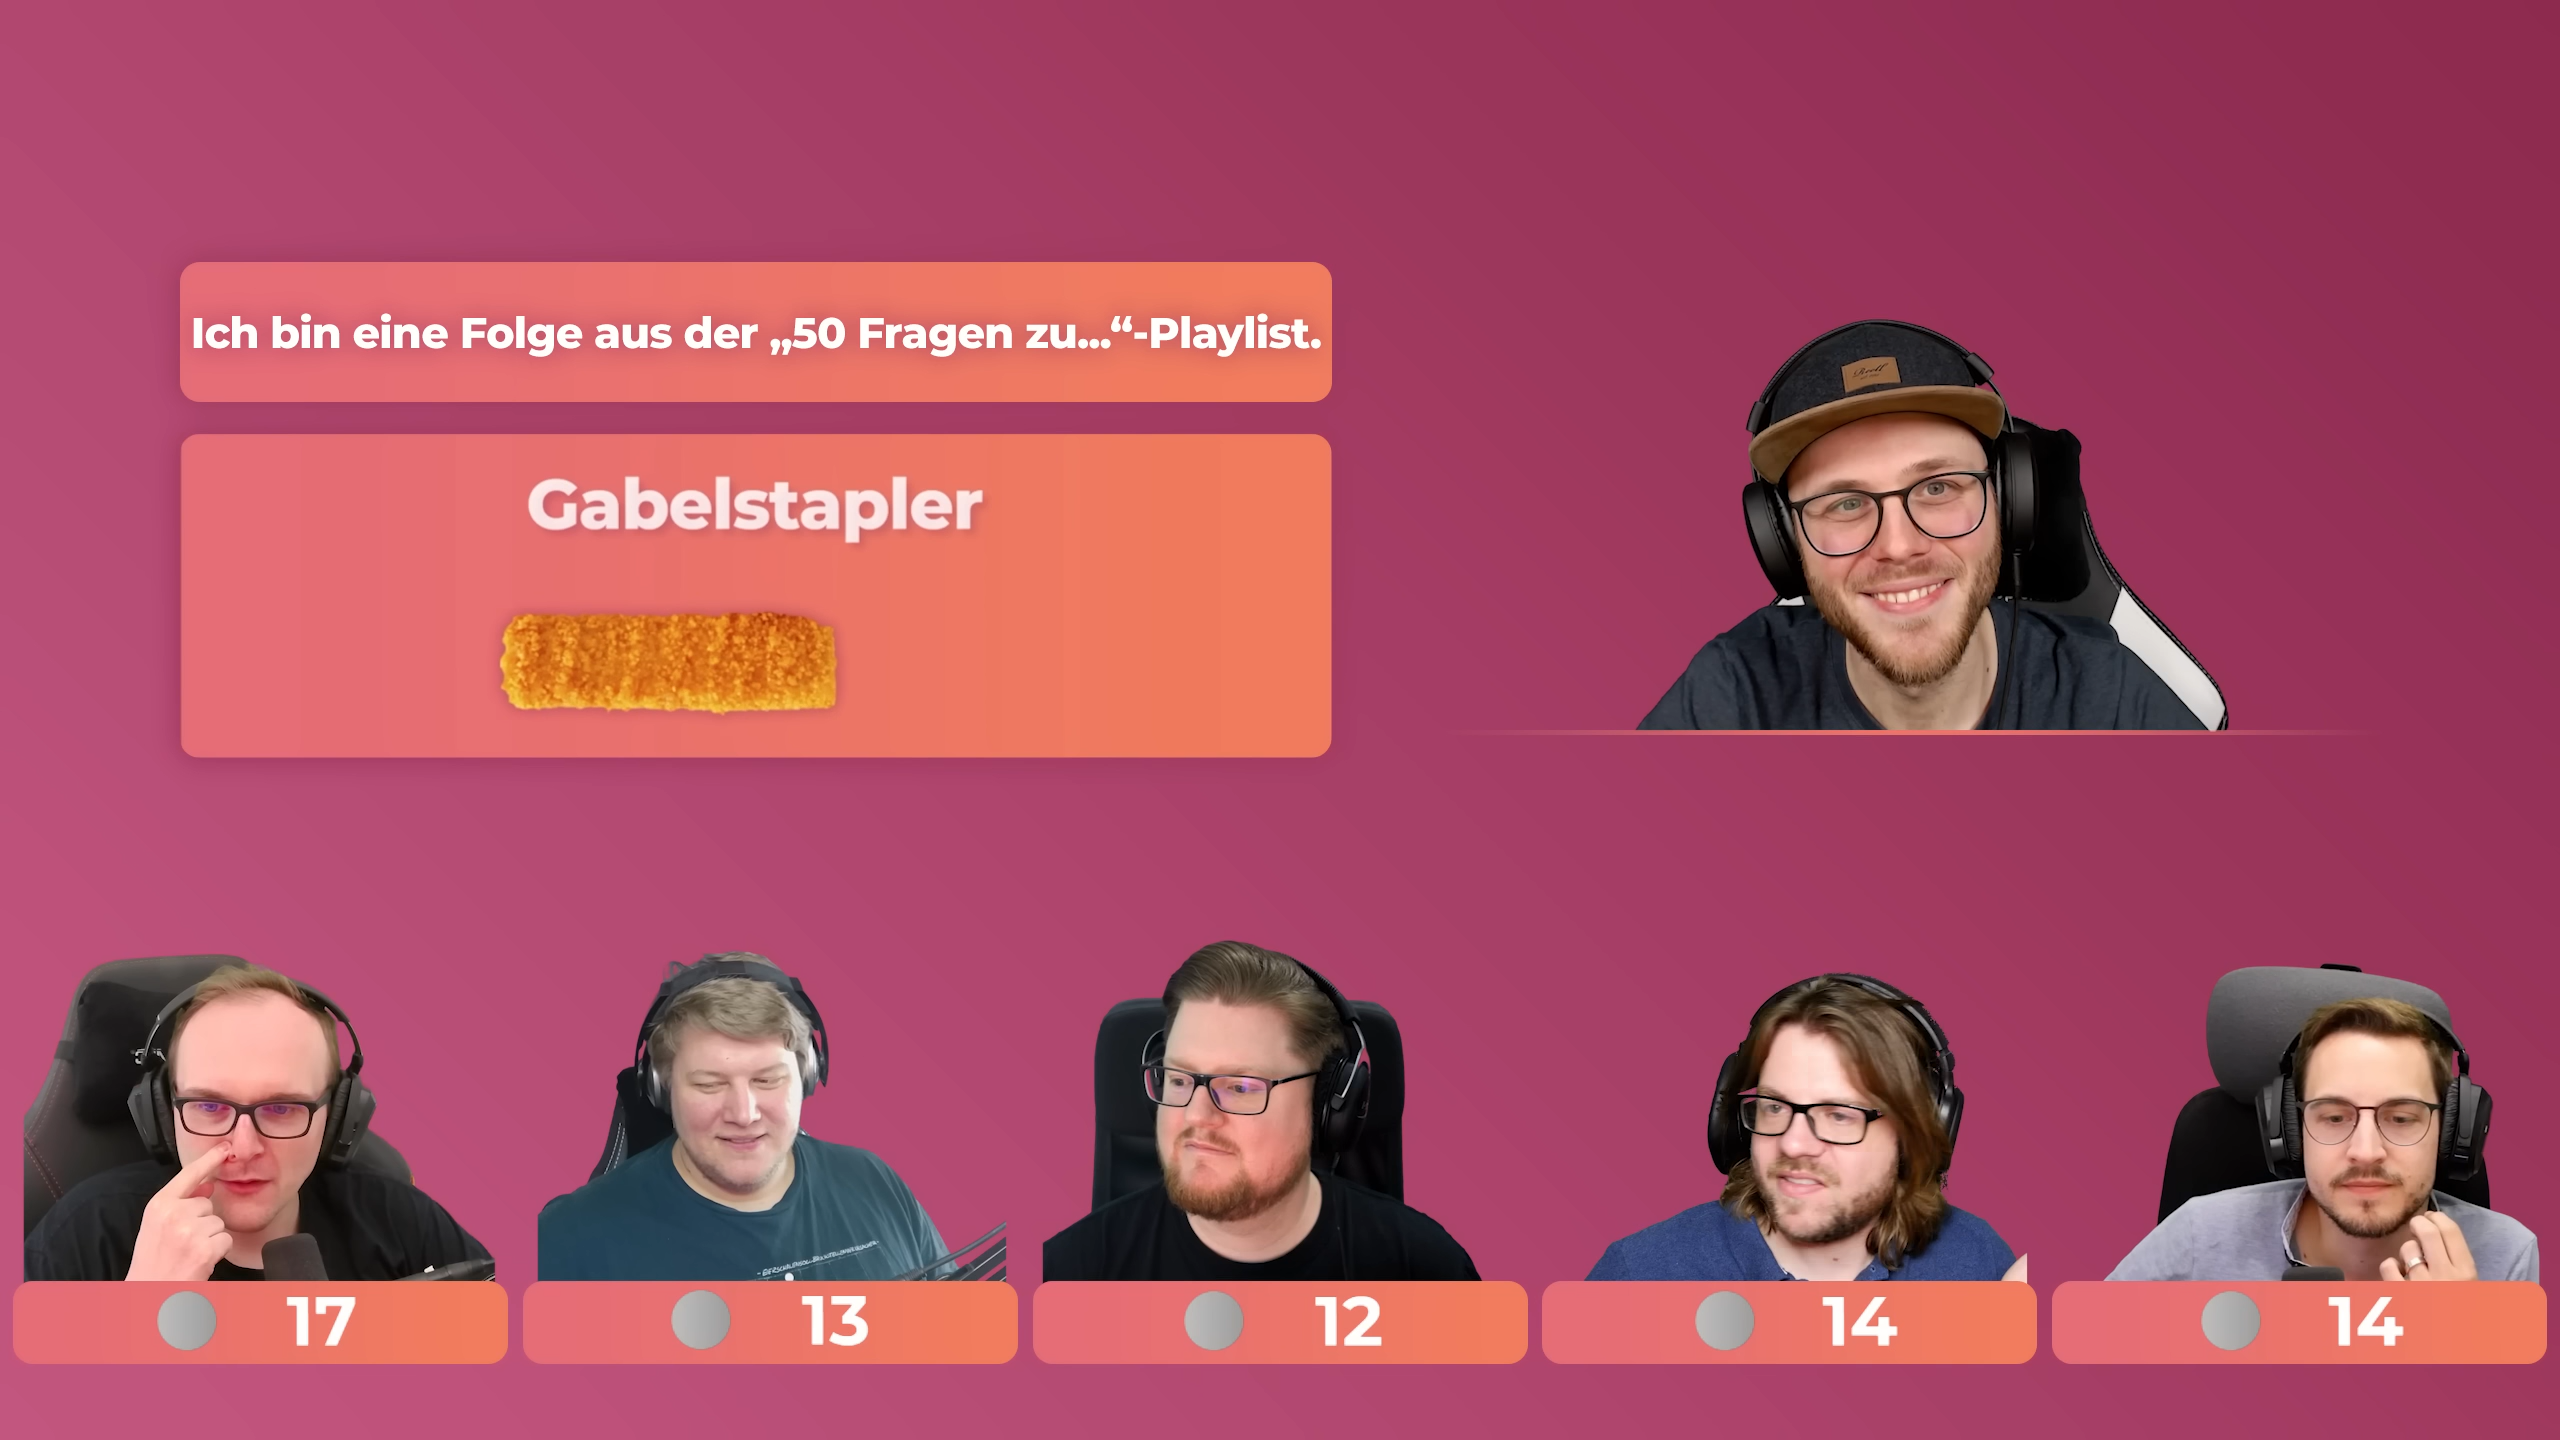 Ich bin eine Folge aus der „50 Fragen zu...“-Playlist.
Gabelstapler
17
13
12
14
14